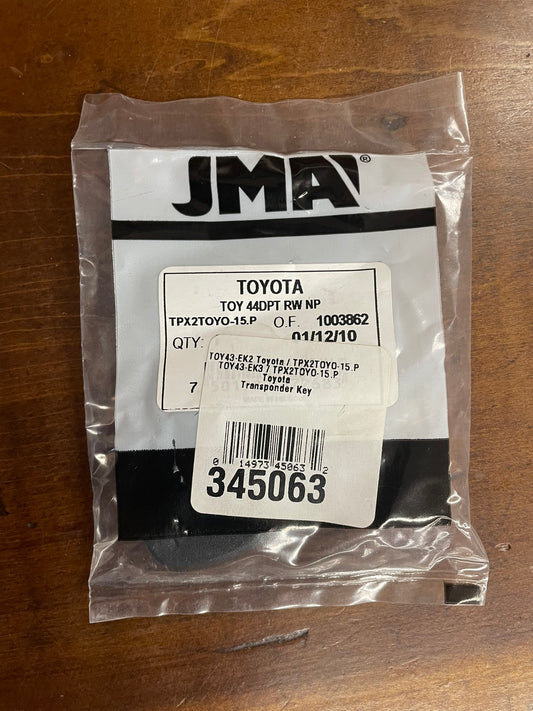 JMA®
TOYOTA
TOY 44DPT RW NP
TPX2TOYO-15.P O.F. 1003862
QTY: 01/12/10
7
TOY43-EK2 Toyota / TPX2TOYO-15.P
TOY43-EK3 / TPX2TOYO-15.P
Toyota
Transponder Key
0 14973 45063 2
345063